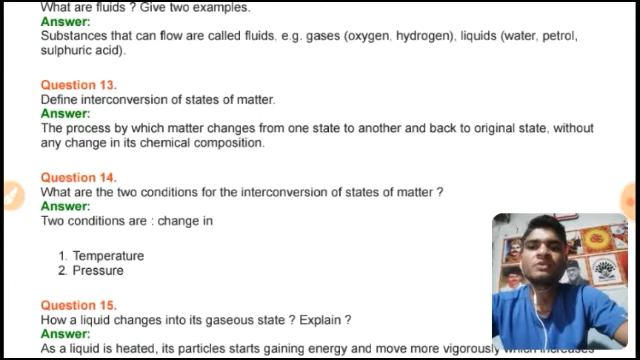 What are fluids ? Give two examples.
Answer:
Substances that can flow are called fluids, e.g. gases (oxygen, hydrogen), liquids (water, petrol,
sulphuric acid).
Question 13.
Define interconversion of states of matter.
Answer:
The process by which matter changes from one state to another and back to original state, without
any change in its chemical composition.
Question 14.
What are the two conditions for the interconversion of states of matter ?
Answer:
Two conditions are : change in
1. Temperature
2. Pressure
Question 15.
How a liquid changes into its gaseous state ? Explain ?
Answer:
As a liquid is heated, its particles starts gaining energy and move more vigorously which increases